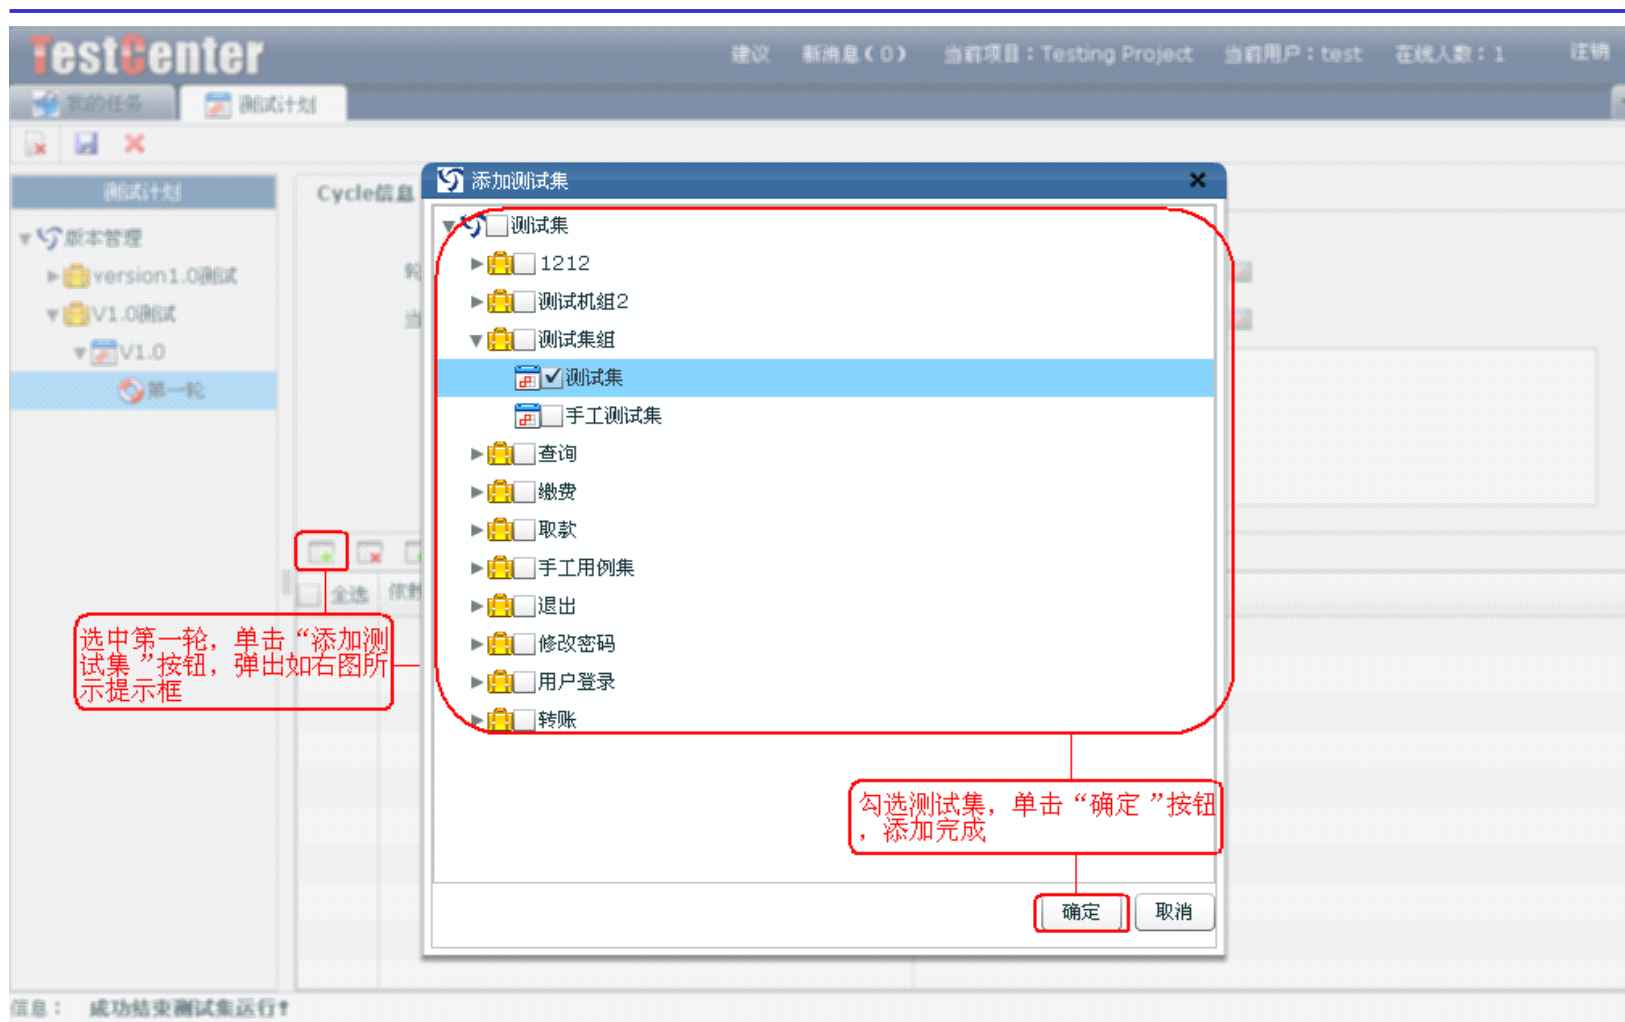 TestCenter
建议 新消息(0) 当前项目:Testing Project 当前用户:test 在线人数:1 注销
我的任务 测试计划
测试计划
Cycle信息
版本管理
version1.0测试
V1.0测试
V1.0
第一轮
轮
当
添加测试集
测试集
1212
测试机组2
测试集组
测试集
手工测试集
查询
缴费
取款
手工用例集
退出
修改密码
用户登录
转账
全选 依赖
选中第一轮，单击“添加测
试集”按钮，弹出如右图所
示提示框
勾选测试集，单击“确定”按钮
，添加完成
确定 取消
信息： 成功结束测试集运行!